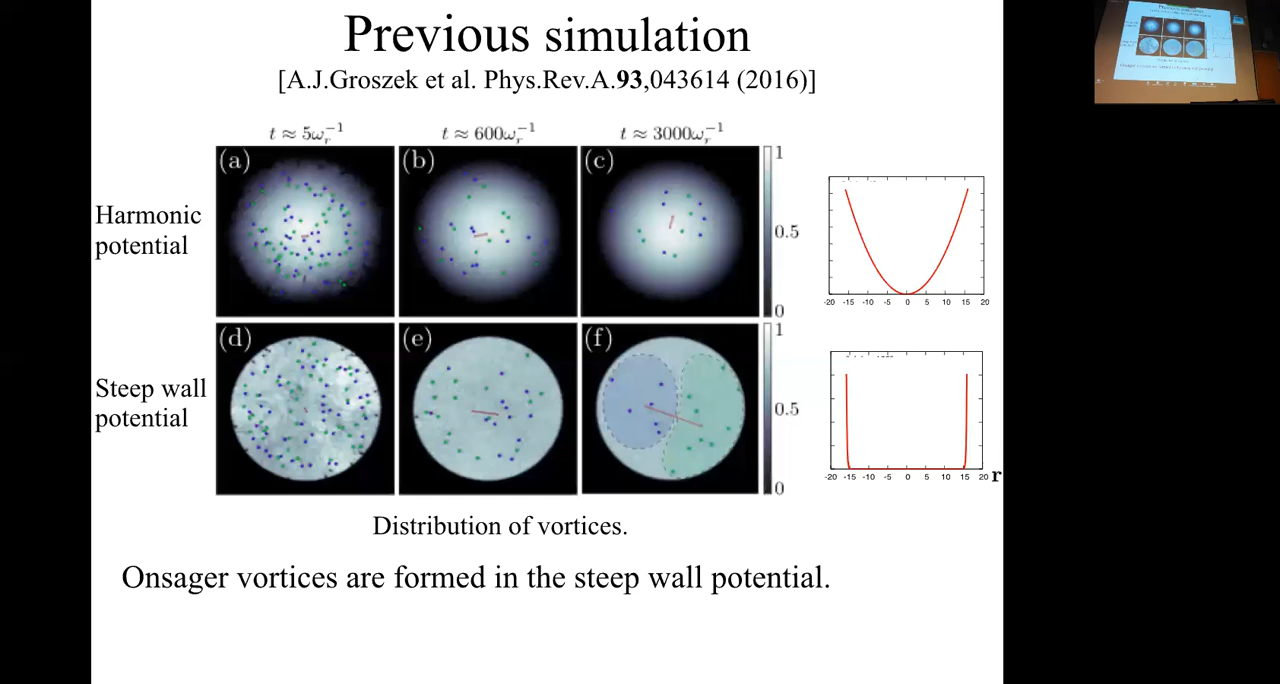 Previous simulation
[A.J.Groszek et al. Phys.Rev.A.93,043614 (2016)]
t ≈ 5ω_r^{-1}
t ≈ 600ω_r^{-1}
t ≈ 3000ω_r^{-1}
Harmonic
potential
(a)
(b)
(c)
1
0.5
0
-20 -15 -10 -5 0 5 10 15 20
Steep wall
potential
(d)
(e)
(f)
1
0.5
0
-20 -15 -10 -5 0 5 10 15 20 r
Distribution of vortices.
Onsager vortices are formed in the steep wall potential.